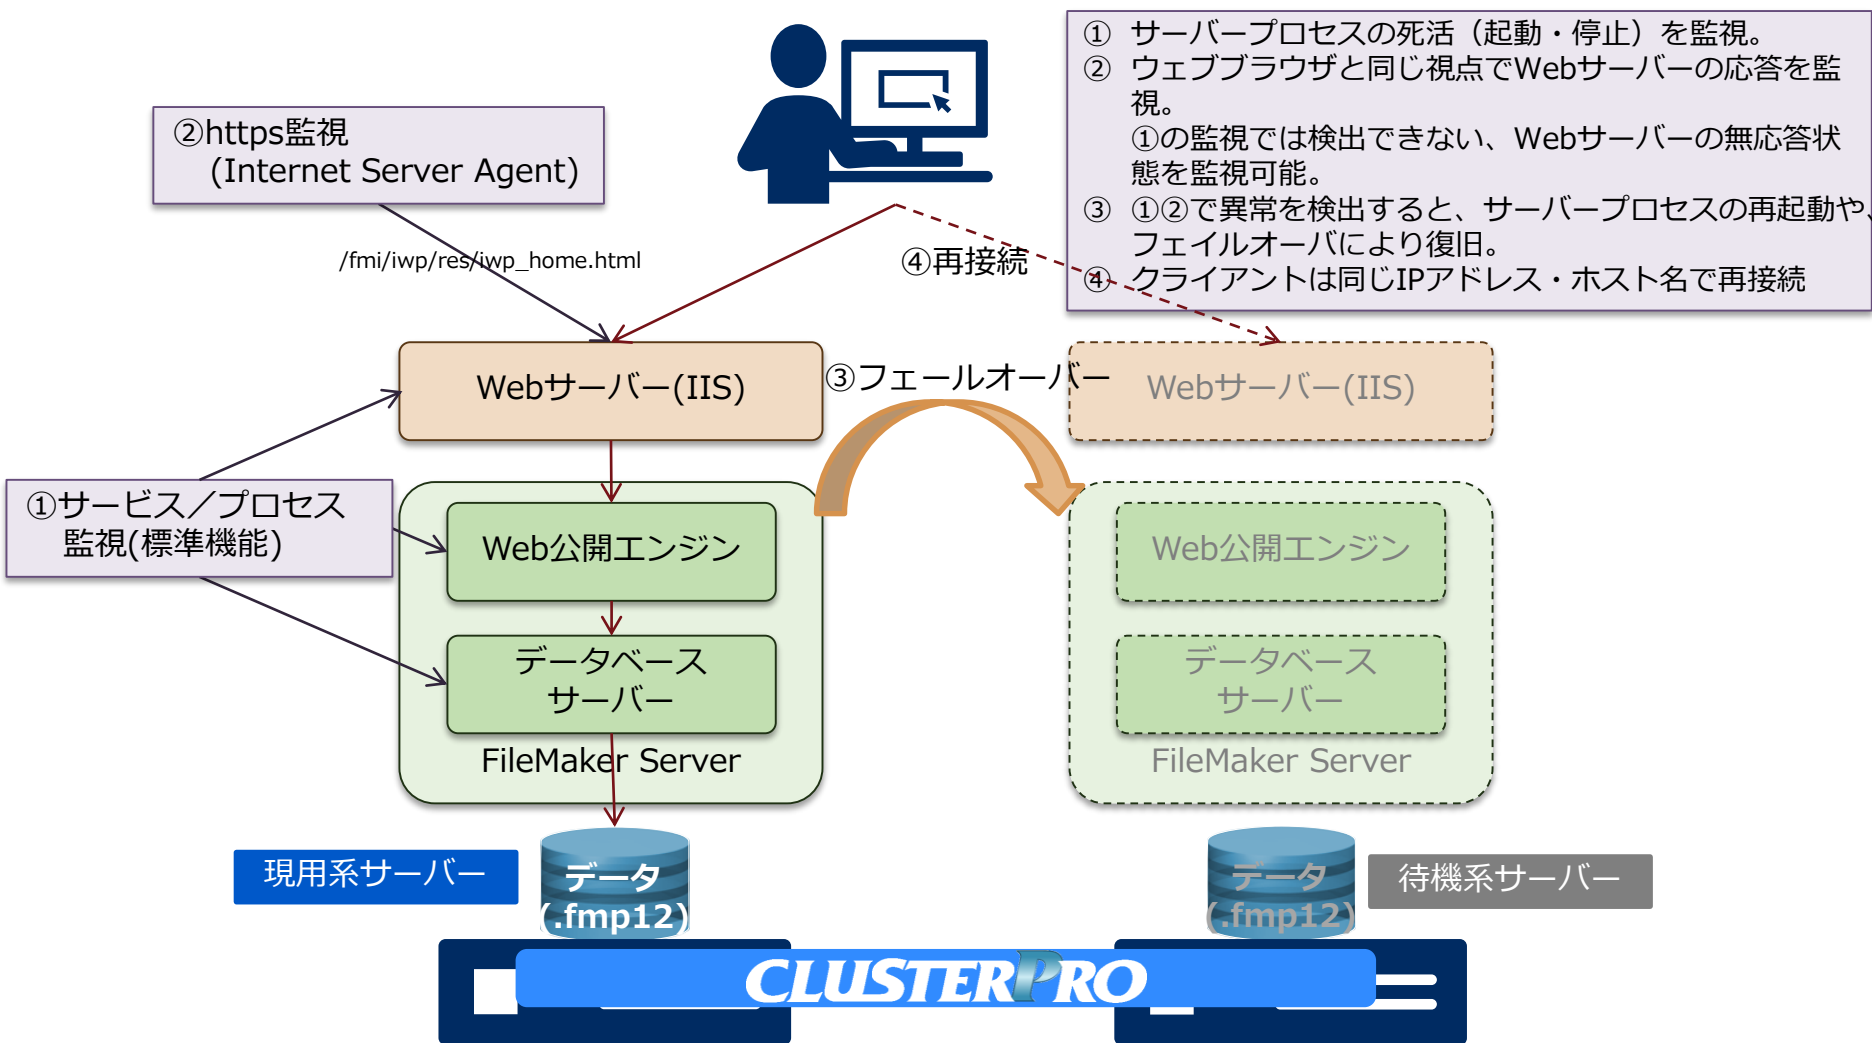 ① サーバープロセスの死活（起動・停止）を監視。
② ウェブブラウザと同じ視点でWebサーバーの応答を監
視。
①の監視では検出できない、Webサーバーの無応答状
態を監視可能。
③ ①②で異常を検出すると、サーバープロセスの再起動や、
フェイルオーバにより復旧。
④ クライアントは同じIPアドレス・ホスト名で再接続
②https監視
(Internet Server Agent)
/fmi/iwp/res/iwp_home.html
④再接続
Webサーバー(IIS)
③フェールオーバー
Webサーバー(IIS)
①サービス／プロセス
監視(標準機能)
Web公開エンジン
データベース
サーバー
FileMaker Server
Web公開エンジン
データベース
サーバー
FileMaker Server
現用系サーバー
データ
(.fmp12)
データ
(.fmp12)
待機系サーバー
CLUSTERPRO